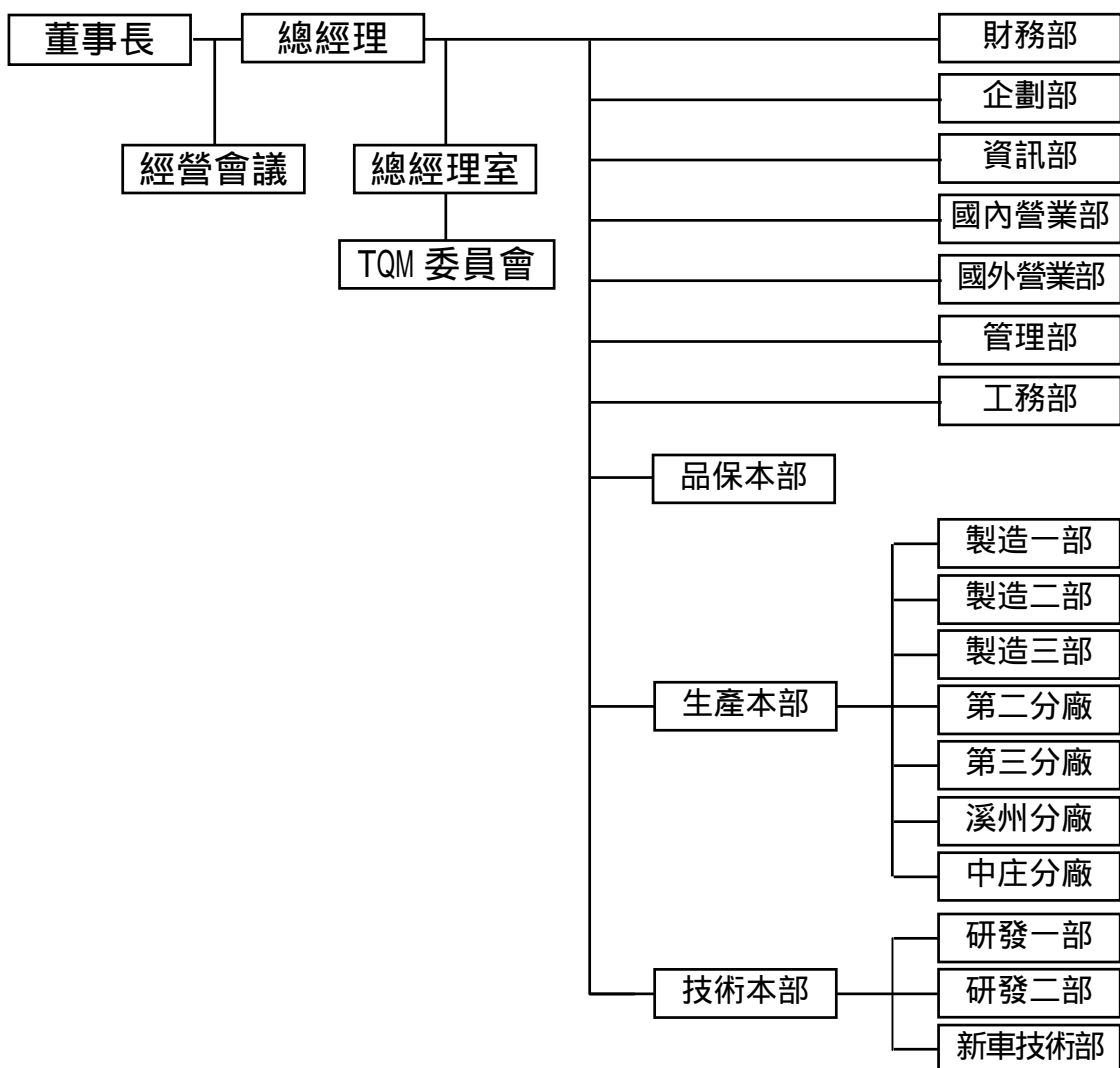 董事長
總經理
經營會議
總經理室
TQM 委員會
財務部
企劃部
資訊部
國內營業部
國外營業部
管理部
工務部
品保本部
生產本部
製造一部
製造二部
製造三部
第二分廠
第三分廠
溪州分廠
中庄分廠
技術本部
研發一部
研發二部
新車技術部